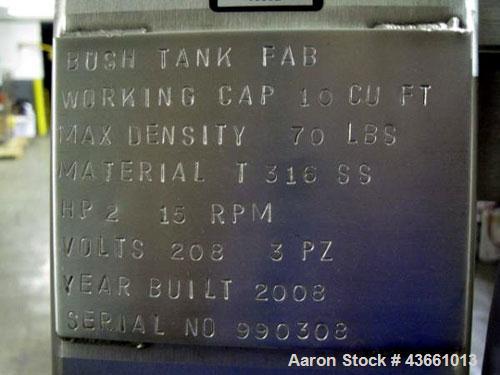 BUSH TANK FAB
WORKING CAP 10 CU FT
MAX DENSITY 70 LBS
MATERIAL T 316 SS
HP 2 15 RPM
VOLTS 208 3 PZ
YEAR BUILT 2008
SERIAL NO 990308
Aaron Stock # 43661013